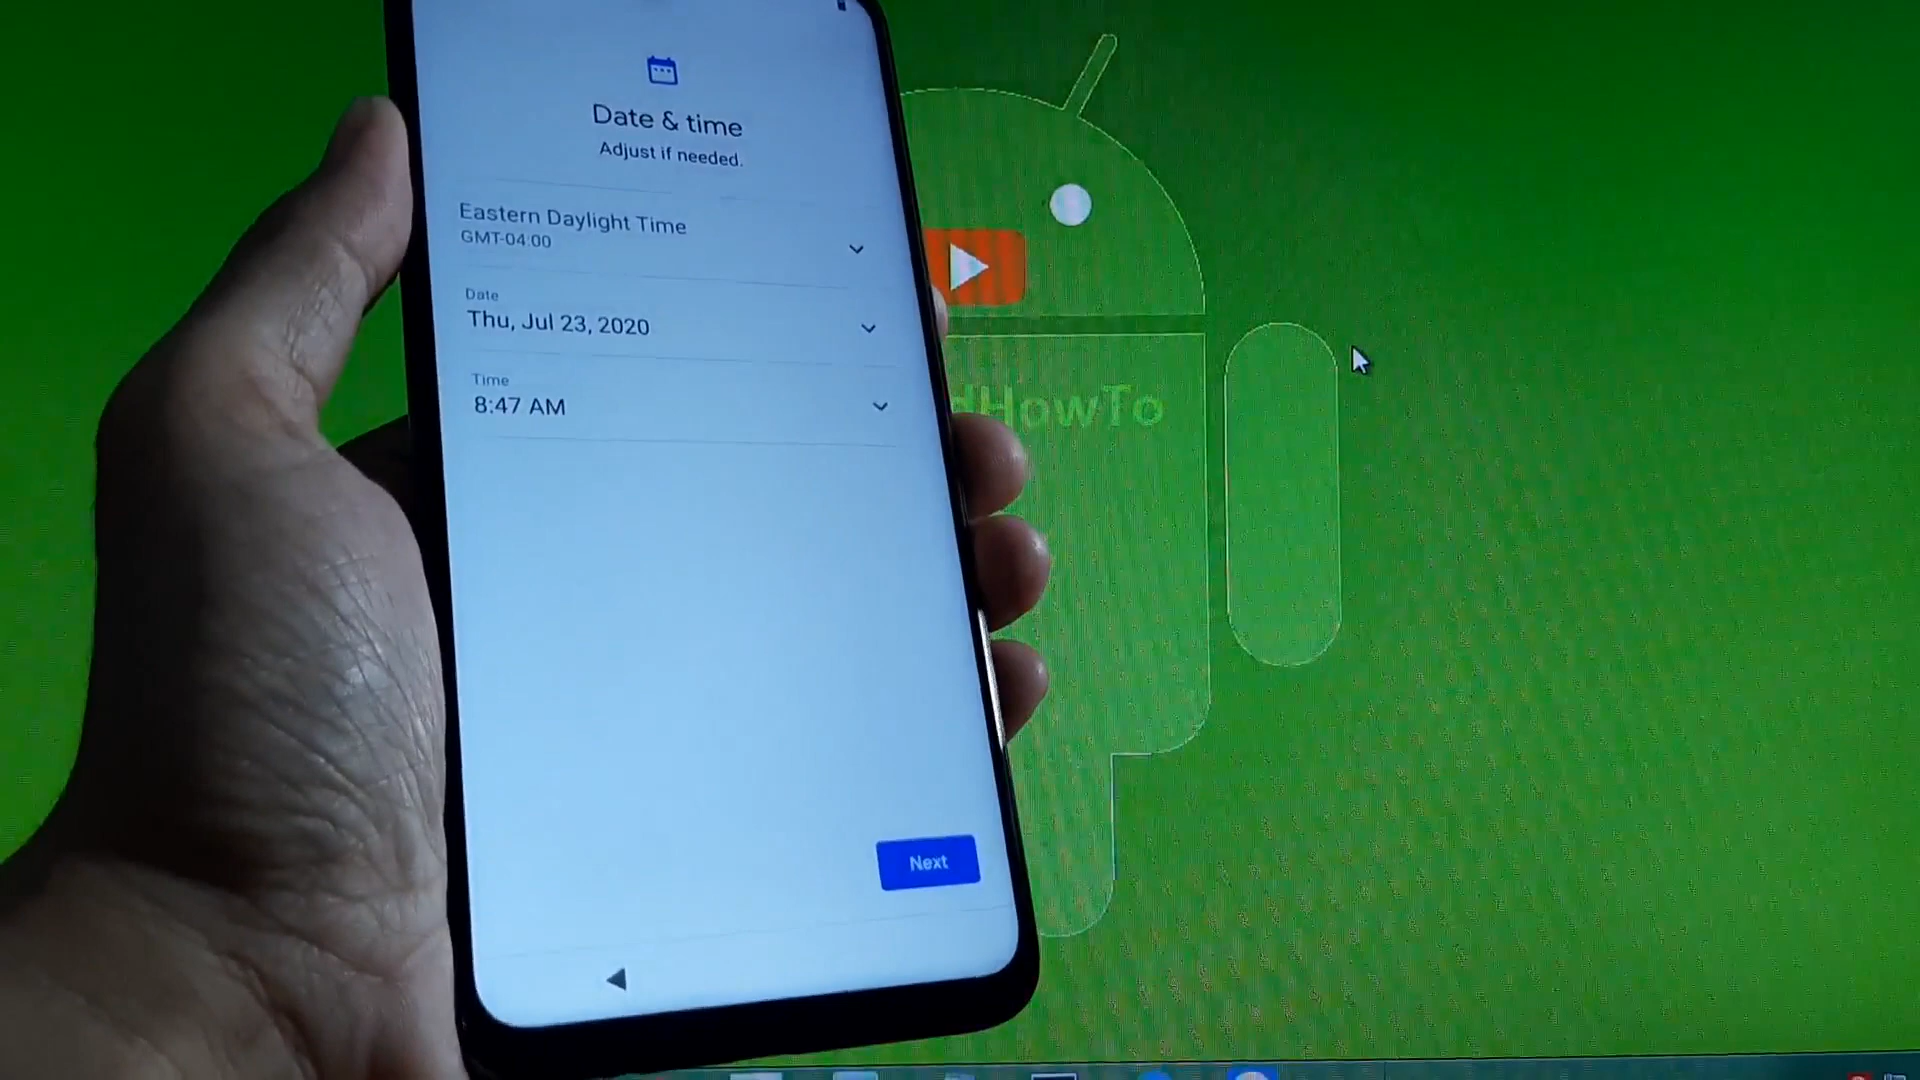 Date & time
Adjust if needed.
Eastern Daylight Time
GMT-04:00
Date
Thu, Jul 23, 2020
Time
8:47 AM
dHowTo
Next